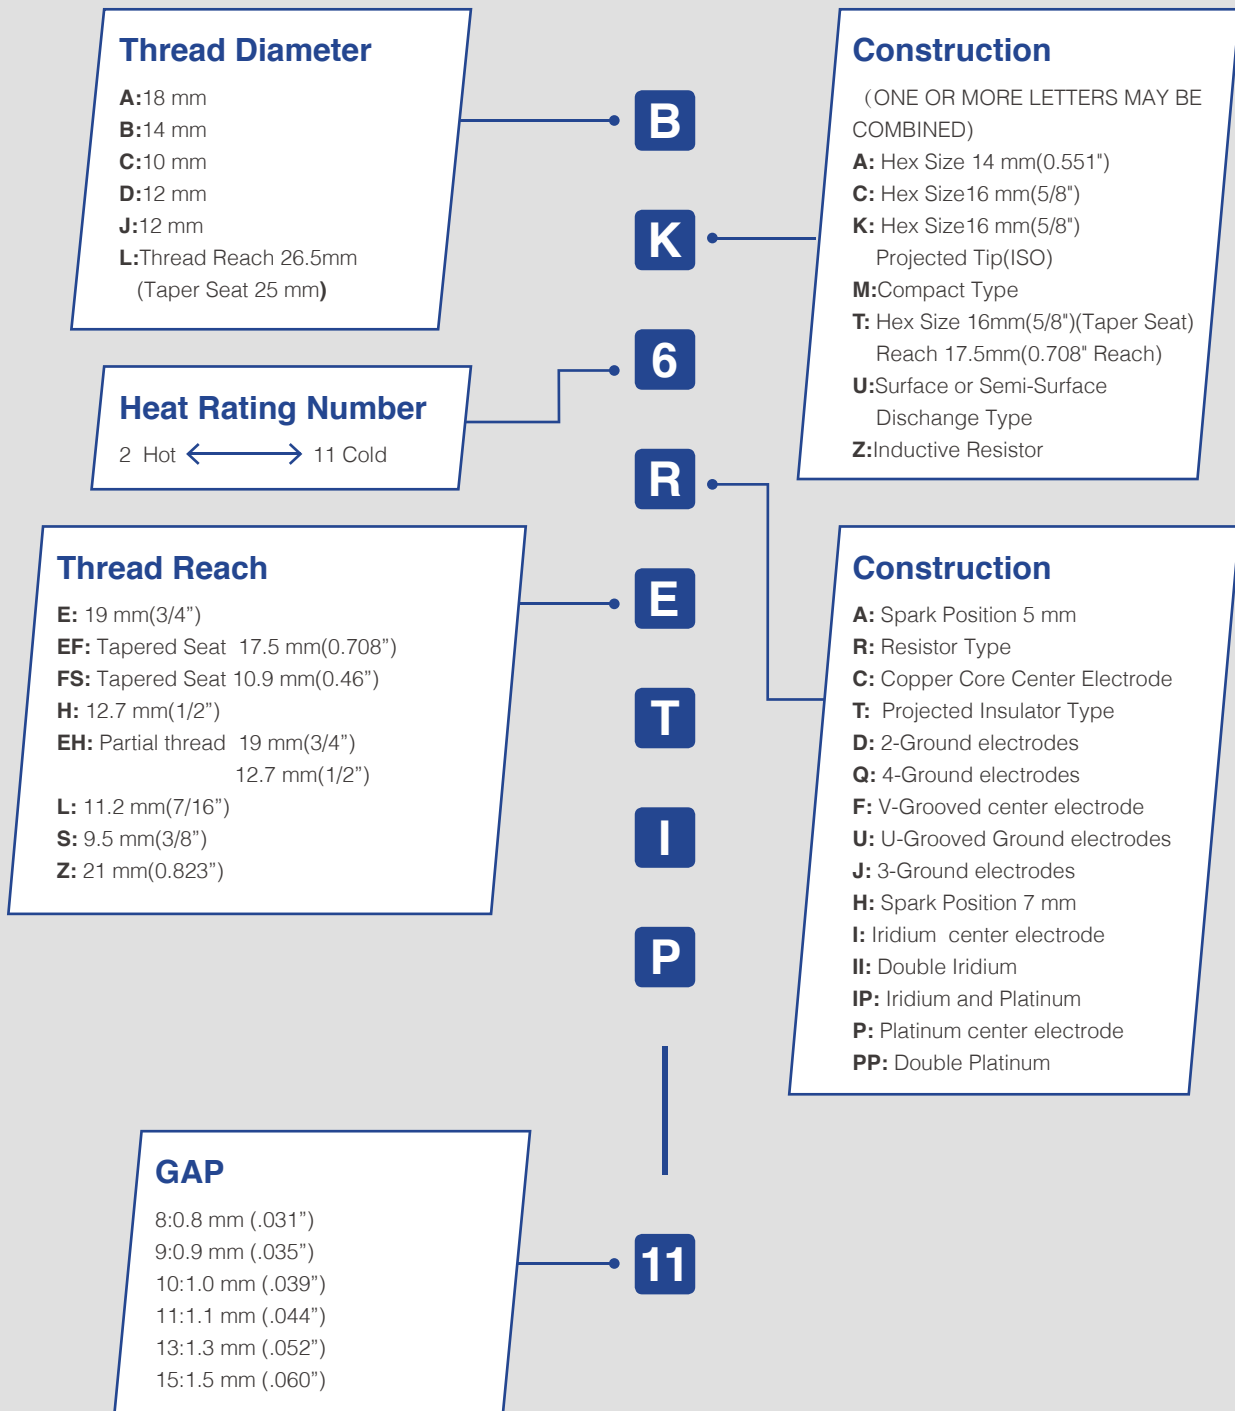 Thread Diameter
A:18 mm
B:14 mm
C:10 mm
D:12 mm
J:12 mm
L:Thread Reach 26.5mm
(Taper Seat 25 mm)
Heat Rating Number
2 Hot 11 Cold
Thread Reach
E: 19 mm(3/4”)
EF: Tapered Seat 17.5 mm(0.708”)
FS: Tapered Seat 10.9 mm(0.46”)
H: 12.7 mm(1/2”)
EH: Partial thread 19 mm(3/4”)
12.7 mm(1/2”)
L: 11.2 mm(7/16”)
S: 9.5 mm(3/8”)
Z: 21 mm(0.823”)
GAP
8:0.8 mm (.031”)
9:0.9 mm (.035”)
10:1.0 mm (.039”)
11:1.1 mm (.044”)
13:1.3 mm (.052”)
15:1.5 mm (.060”)
B
K
6
R
E
T
I
P
11
Construction
（ONE OR MORE LETTERS MAY BE
COMBINED)
A: Hex Size 14 mm(0.551")
C: Hex Size16 mm(5/8")
K: Hex Size16 mm(5/8")
Projected Tip(ISO)
M:Compact Type
T: Hex Size 16mm(5/8")(Taper Seat)
Reach 17.5mm(0.708" Reach)
U:Surface or Semi-Surface
Discharge Type
Z:Inductive Resistor
Construction
A: Spark Position 5 mm
R: Resistor Type
C: Copper Core Center Electrode
T: Projected Insulator Type
D: 2-Ground electrodes
Q: 4-Ground electrodes
F: V-Grooved center electrode
U: U-Grooved Ground electrodes
J: 3-Ground electrodes
H: Spark Position 7 mm
I: Iridium center electrode
II: Double Iridium
IP: Iridium and Platinum
P: Platinum center electrode
PP: Double Platinum